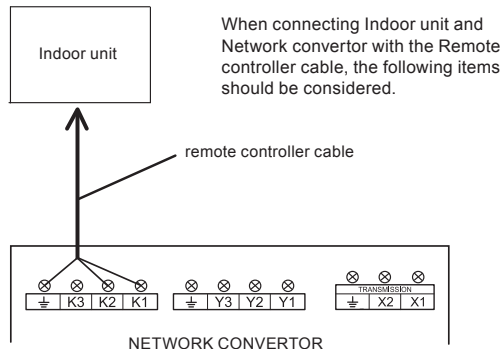 Indoor unit
When connecting Indoor unit and
Network convertor with the Remote
controller cable, the following items
should be considered.
remote controller cable
⏚ K3 K2 K1
⏚ Y3 Y2 Y1
TRANSMISSION
⏚ X2 X1
NETWORK CONVERTOR